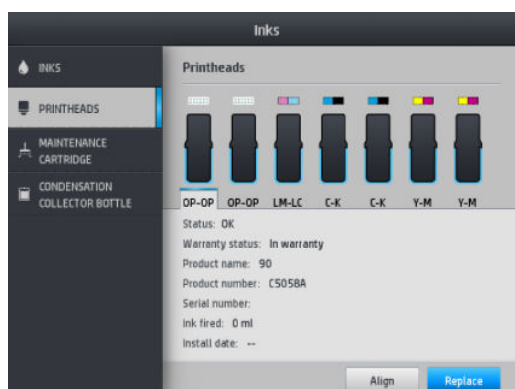 Inks
INKS
PRINTHEADS
MAINTENANCE
CARTRIDGE
CONDENSATION
COLLECTOR BOTTLE
Printheads
OP-OP OP-OP LM-LC C-K C-K Y-M Y-M
Status: OK
Warranty status: In warranty
Product name: 90
Product number: C5058A
Serial number:
Ink fired: 0 ml
Install date: --
Align Replace